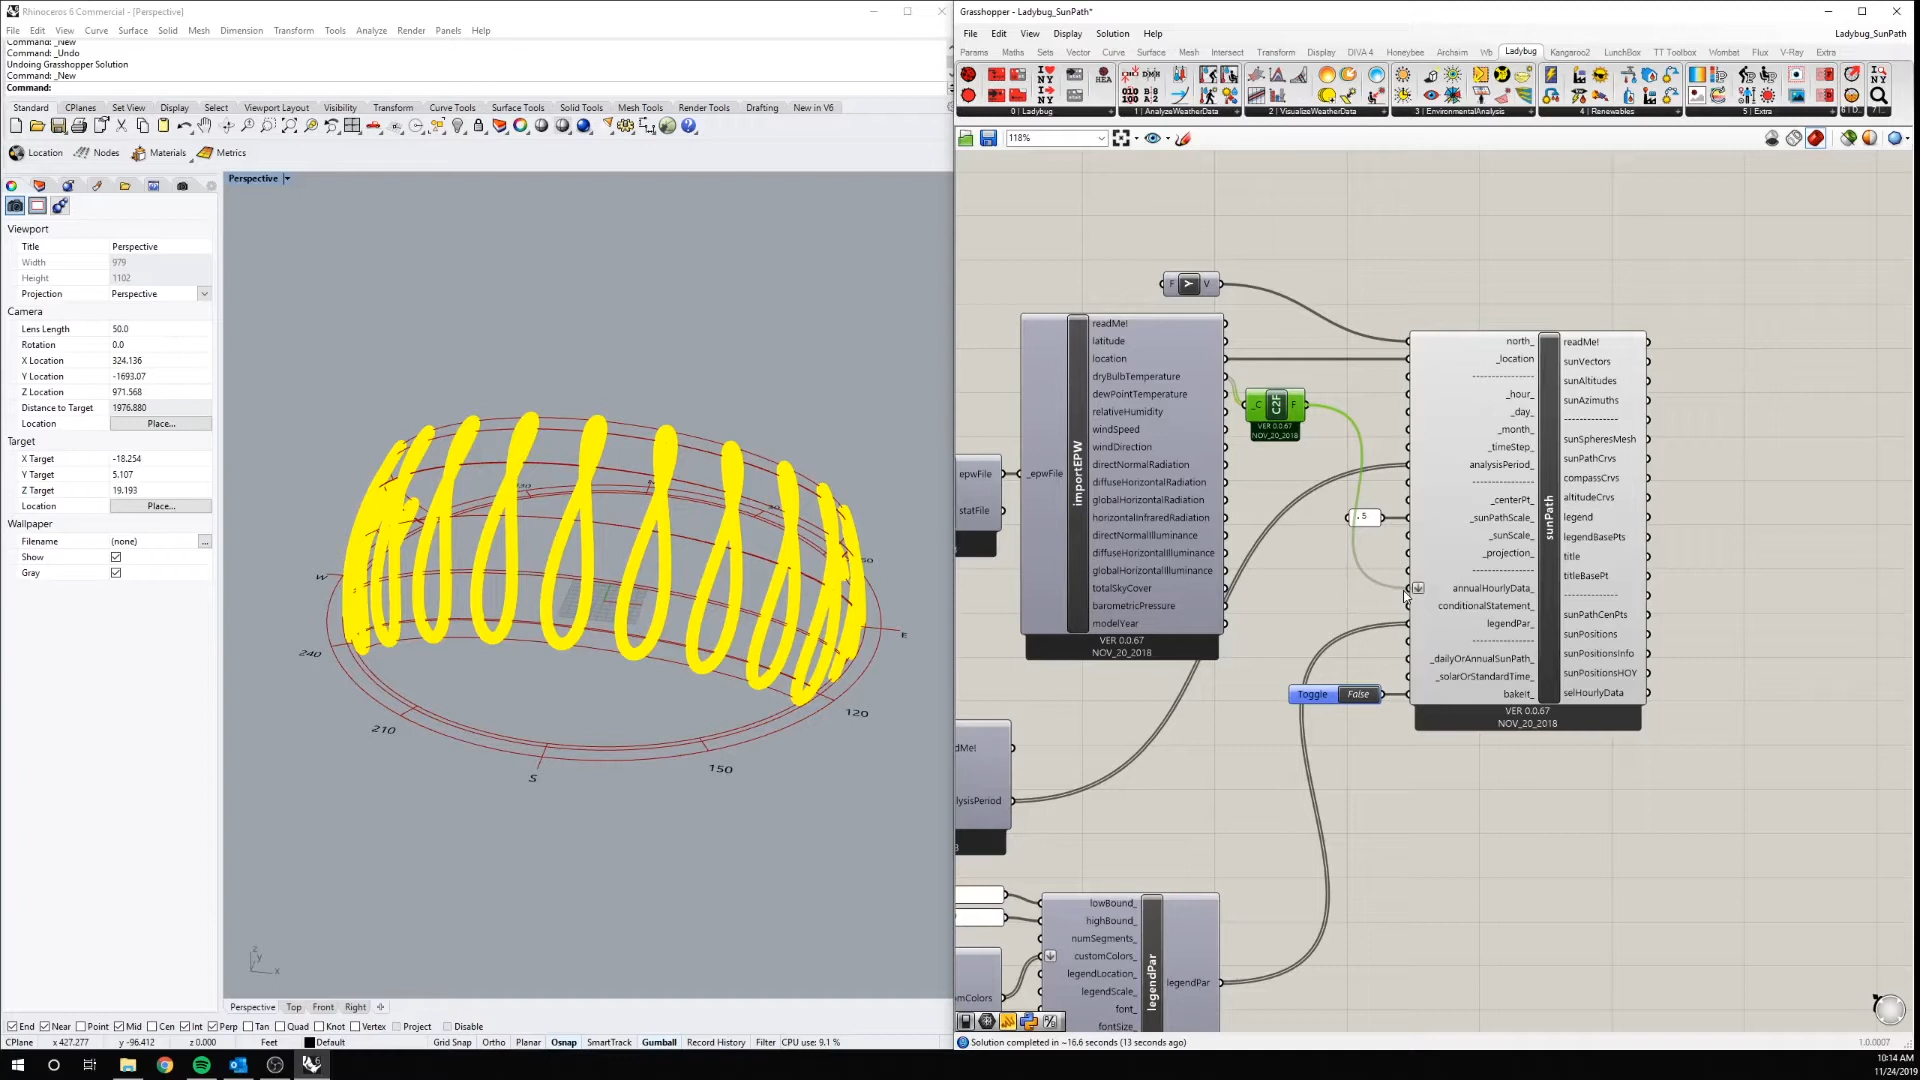 Rhinoceros 6 Commercial - [Perspective]
File Edit View Curve Surface Solid Mesh Dimension Transform Tools Analyze Render Panels Help
Command: _New
Command: _Undo
Undoing Grasshopper Solution
Command: _New
Command:
Standard CPlanes Set View Display Select Viewport Layout Visibility Transform Curve Tools Surface Tools Solid Tools Mesh Tools Render Tools Drafting New in V6
Location Nodes Materials Metrics
Viewport
Title Perspective
Width 979
Height 1102
Projection Perspective
Camera
Lens Length 50.0
Rotation 0.0
X Location 324.136
Y Location -1693.07
Z Location 971.568
Distance to Target 1976.880
Location Place...
Target
X Target -18.254
Y Target 5.107
Z Target 19.193
Location Place...
Wallpaper
Filename (none) ...
Show
Gray
Perspective
W
240
210
S
150
120
E
z
y
x
Perspective Top Front Right
End Near Point Mid Cen Int Perp Tan Quad Knot Vertex Project Disable
CPlane x 427.277 y -96.412 z 0.000 Feet Default Grid Snap Ortho Planar Osnap SmartTrack Gumball Record History Filter CPU use: 9.1 %
Grasshopper - Ladybug_SunPath*
File Edit View Display Solution Help
Ladybug_SunPath
Params Maths Sets Vector Curve Surface Mesh Intersect Transform Display DIVA 4 Honeybee Archsim Wb Ladybug Kangaroo2 LunchBox TT Toolbox Wombat Flux V-Ray Extra
0 | Ladybug
1 | AnalyzeWeatherData
2 | VisualizeWeatherData
3 | EnvironmentalAnalysis
4 | Renewables
5 | Extra
118%
F Y V
epwFile
statFile
_epwFile
importEPW
readMe!
latitude
location
dryBulbTemperature
dewPointTemperature
relativeHumidity
windSpeed
windDirection
directNormalRadiation
diffuseHorizontalRadiation
globalHorizontalRadiation
horizontalInfraredRadiation
directNormalIlluminance
diffuseHorizontalIlluminance
globalHorizontalIlluminance
totalSkyCover
barometricPressure
modelYear
VER 0.0.67
NOV_20_2018
_C C2F F
VER 0.0.67
NOV_20_2018
.5
Toggle False
north_
_location
------------------
_hour_
_day_
_month_
_timeStep_
analysisPeriod_
------------------
_centerPt_
_sunPathScale_
_sunScale_
_projection_
------------------
annualHourlyData_
conditionalStatement_
legendPar_
------------------
_dailyOrAnnualSunPath_
_solarOrStandardTime_
bakeIt_
sunPath
readMe!
sunVectors
sunAltitudes
sunAzimuths
----------------
sunSpheresMesh
sunPathCrvs
compassCrvs
altitudeCrvs
legend
legendBasePts
title
titleBasePt
----------------
sunPathCenPts
sunPositions
sunPositionsInfo
sunPositionsHOY
selHourlyData
VER 0.0.67
NOV_20_2018
lowBound_
highBound_
numSegments_
customColors_
legendLocation_
legendScale_
font_
fontSize_
legendPar
legendPar
Solution completed in ~16.6 seconds (13 seconds ago)
1.0.0007
10:14 AM
11/24/2019